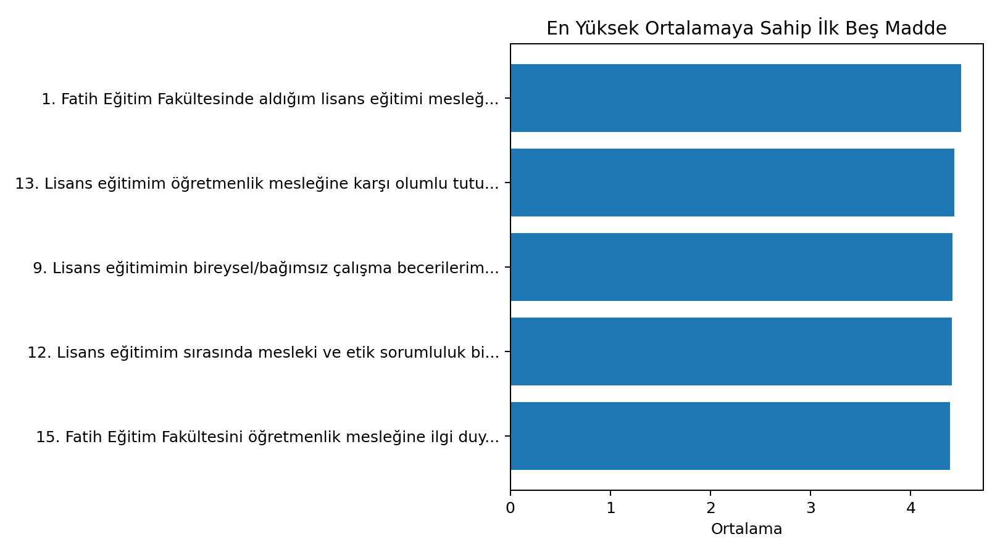 En Yüksek Ortalamaya Sahip İlk Beş Madde
1. Fatih Eğitim Fakültesinde aldığım lisans eğitimi mesleğ...
13. Lisans eğitimim öğretmenlik mesleğine karşı olumlu tutu...
9. Lisans eğitimimin bireysel/bağımsız çalışma becerilerim...
12. Lisans eğitimim sırasında mesleki ve etik sorumluluk bi...
15. Fatih Eğitim Fakültesini öğretmenlik mesleğine ilgi duy...
0 1 2 3 4
Ortalama